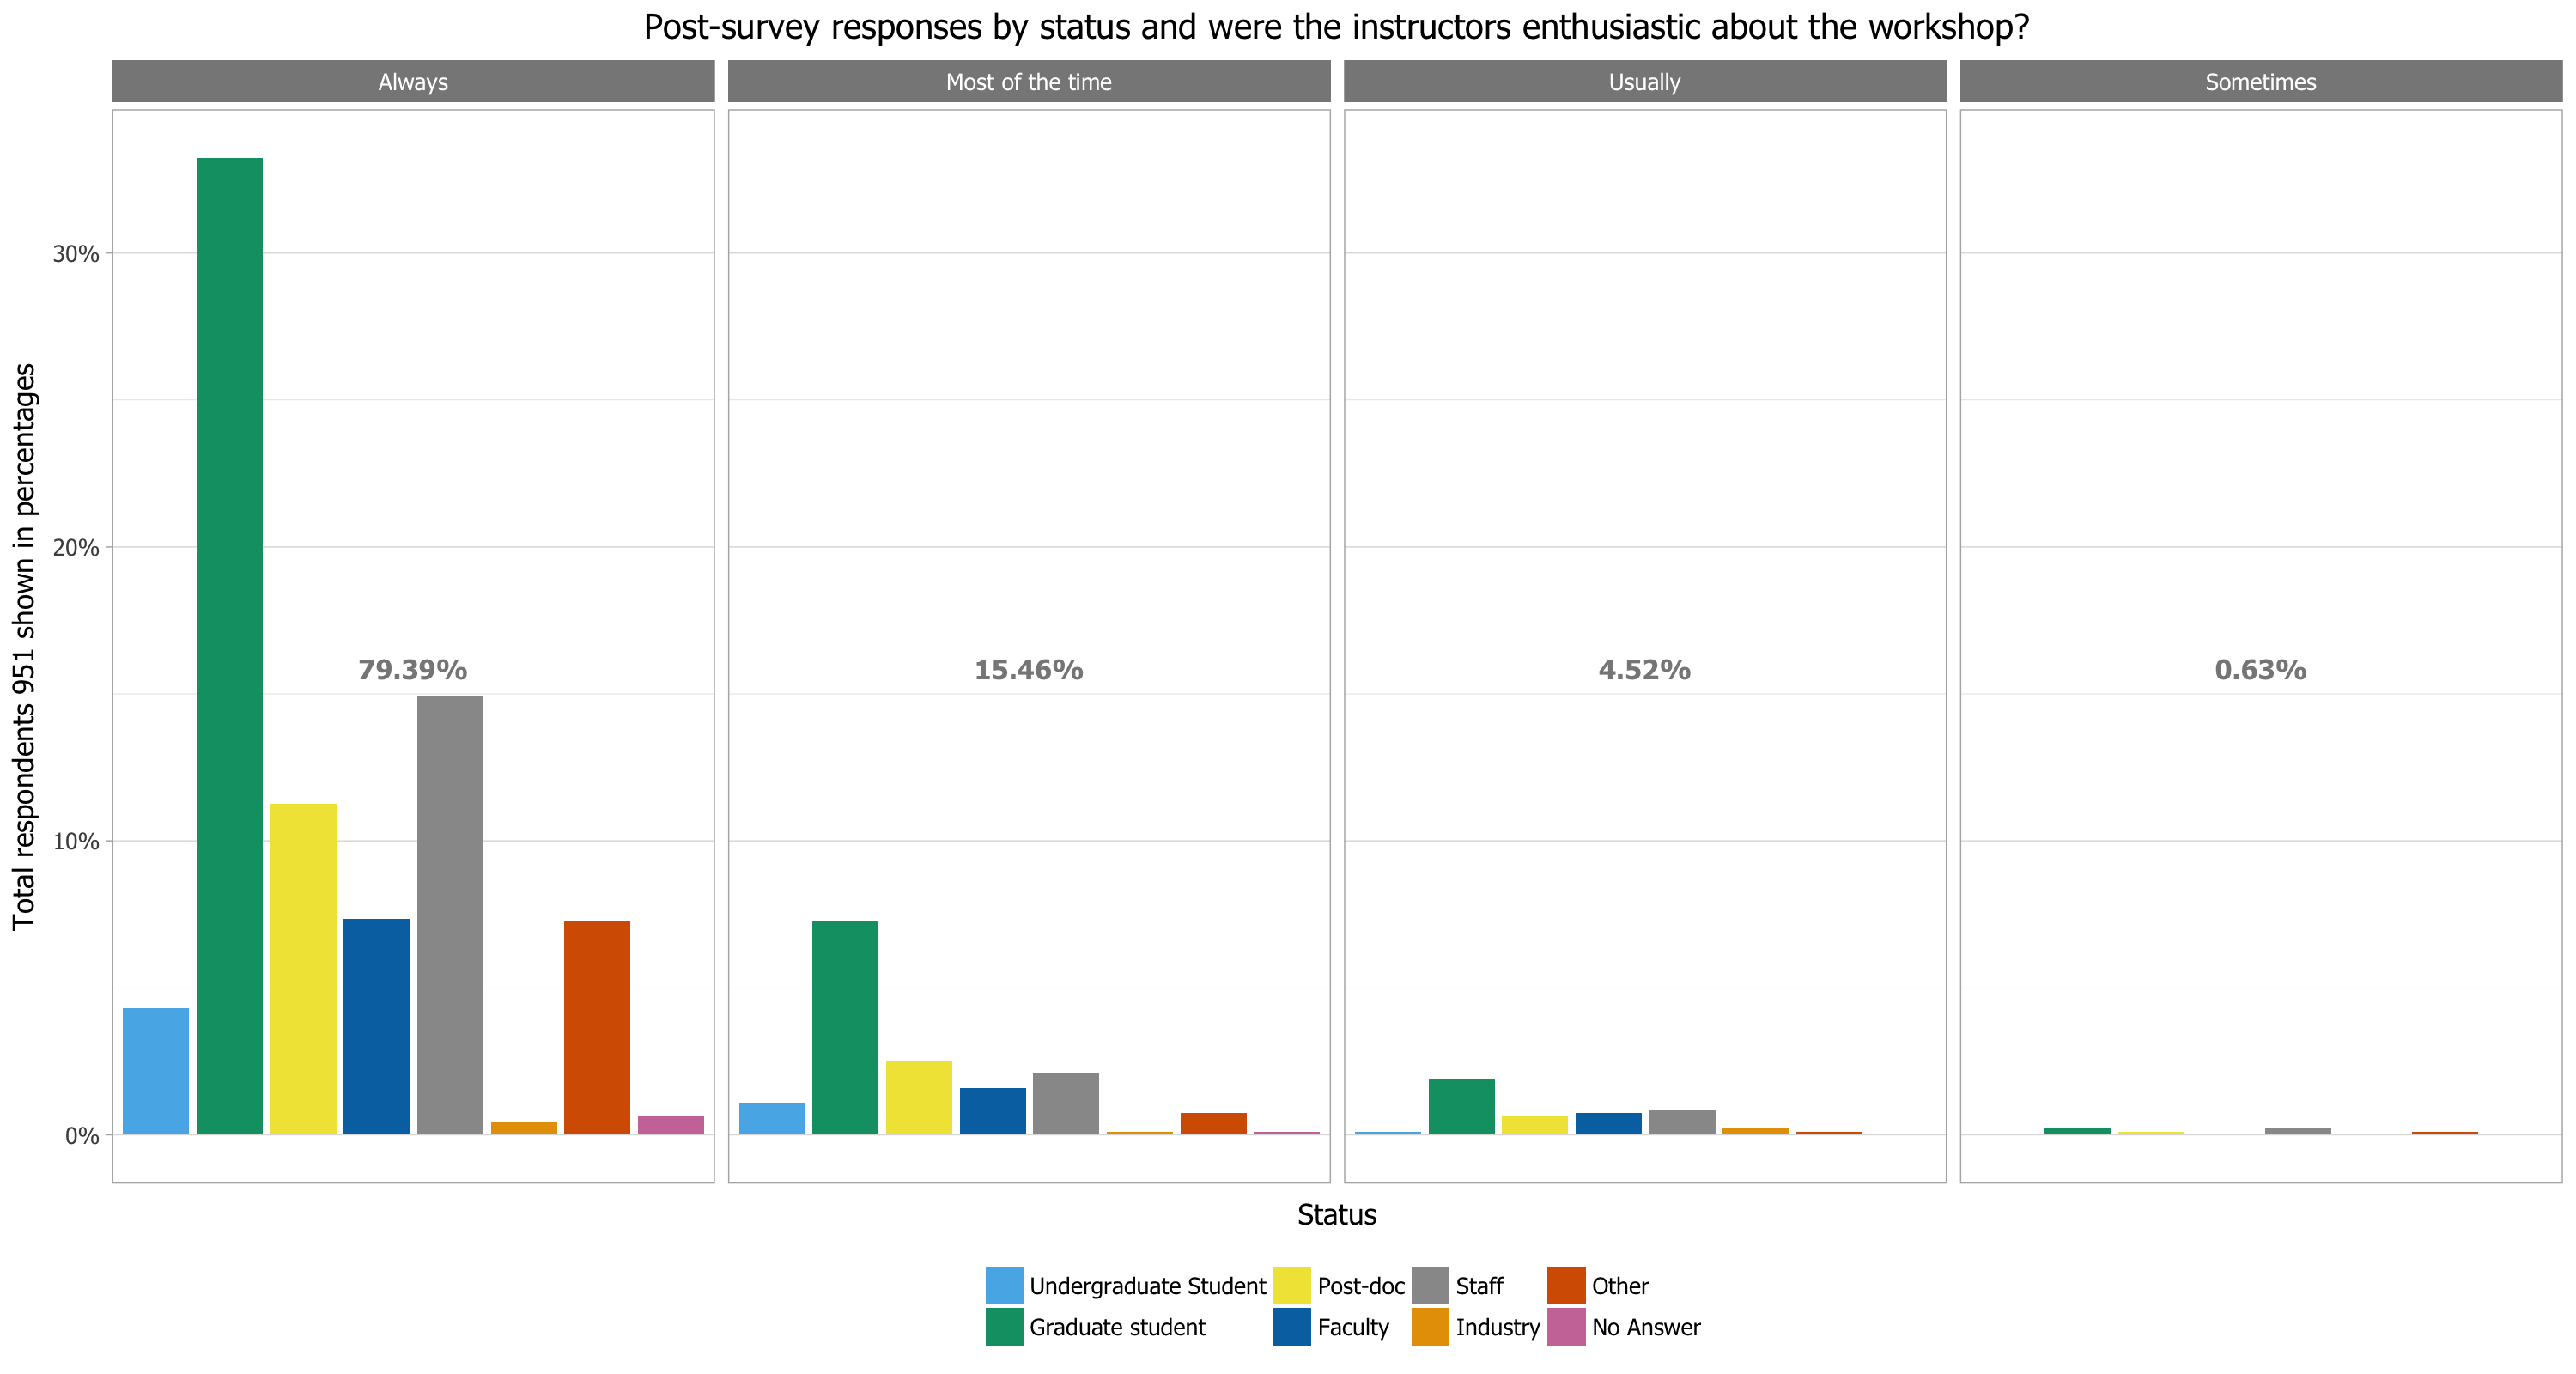 Post-survey responses by status and were the instructors enthusiastic about the workshop?
Always
Most of the time
Usually
Sometimes
Total respondents 951 shown in percentages
30%
20%
10%
0%
79.39%
15.46%
4.52%
0.63%
Status
Undergraduate Student
Post-doc
Staff
Other
Graduate student
Faculty
Industry
No Answer